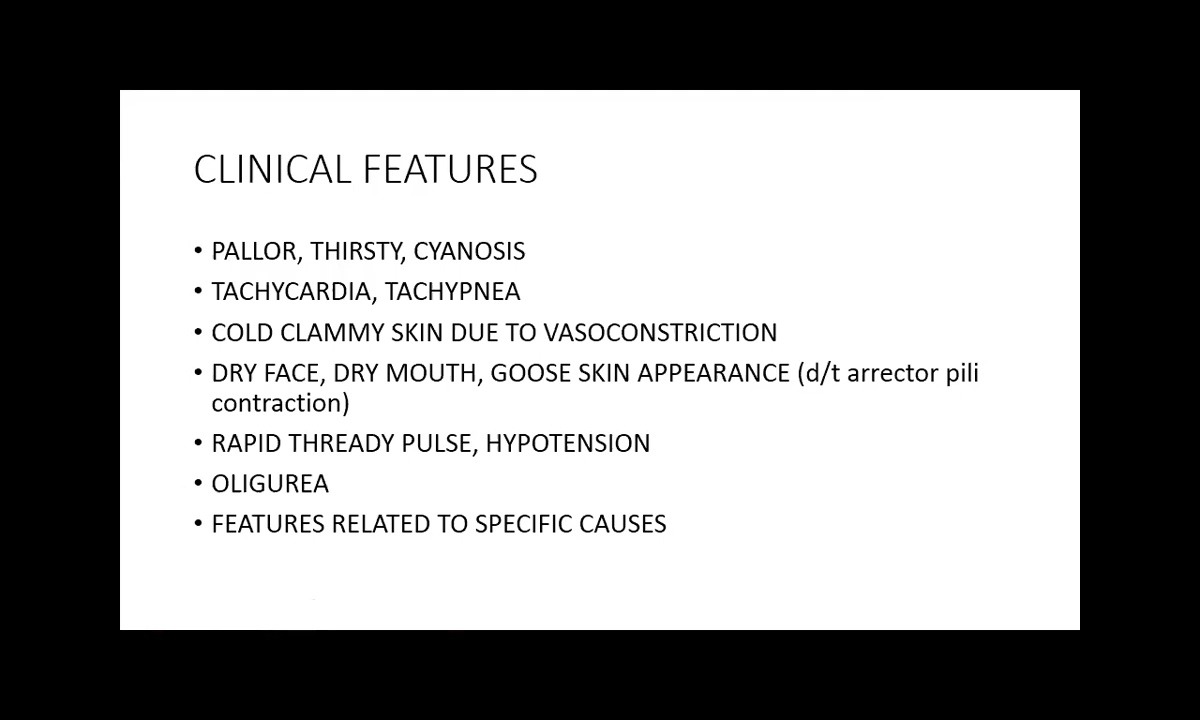 CLINICAL FEATURES
• PALLOR, THIRSTY, CYANOSIS
• TACHYCARDIA, TACHYPNEA
• COLD CLAMMY SKIN DUE TO VASOCONSTRICTION
• DRY FACE, DRY MOUTH, GOOSE SKIN APPEARANCE (d/t arrector pili
contraction)
• RAPID THREADY PULSE, HYPOTENSION
• OLIGUREA
• FEATURES RELATED TO SPECIFIC CAUSES